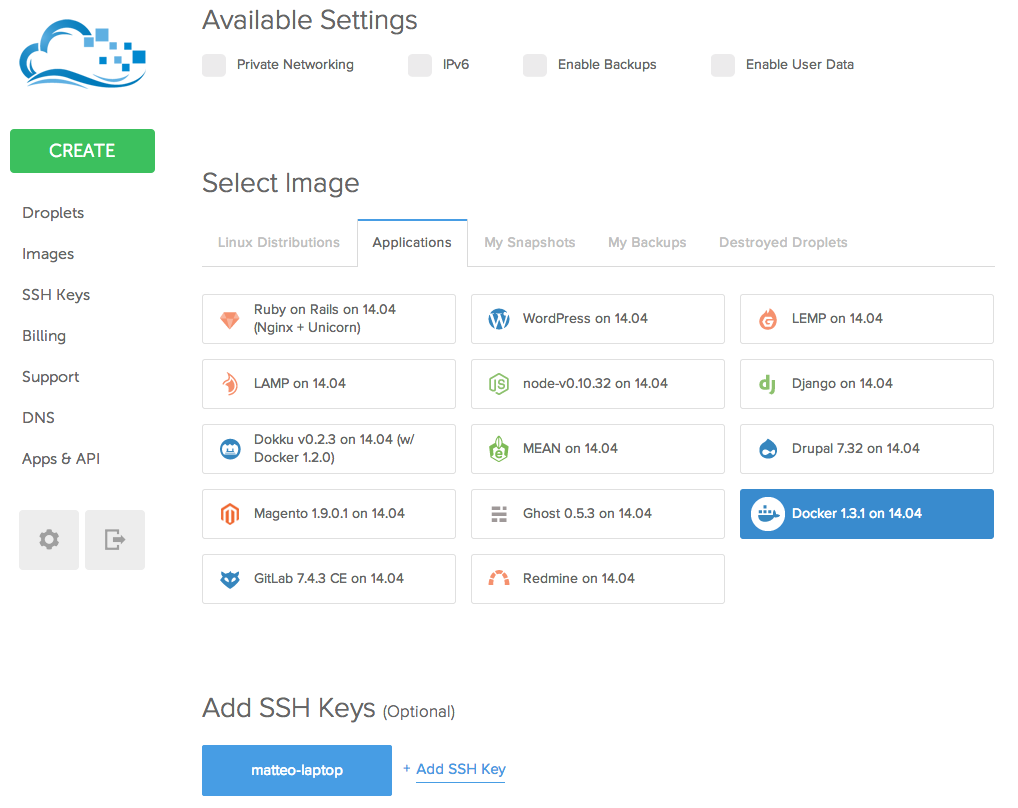 Available Settings
Private Networking
IPv6
Enable Backups
Enable User Data
CREATE
Droplets
Images
SSH Keys
Billing
Support
DNS
Apps & API
Select Image
Linux Distributions
Applications
My Snapshots
My Backups
Destroyed Droplets
Ruby on Rails on 14.04
(Nginx + Unicorn)
WordPress on 14.04
LEMP on 14.04
LAMP on 14.04
node-v0.10.32 on 14.04
Django on 14.04
Dokku v0.2.3 on 14.04 (w/
Docker 1.2.0)
MEAN on 14.04
Drupal 7.32 on 14.04
Magento 1.9.0.1 on 14.04
Ghost 0.5.3 on 14.04
Docker 1.3.1 on 14.04
GitLab 7.4.3 CE on 14.04
Redmine on 14.04
Add SSH Keys (Optional)
matteo-laptop
+ Add SSH Key